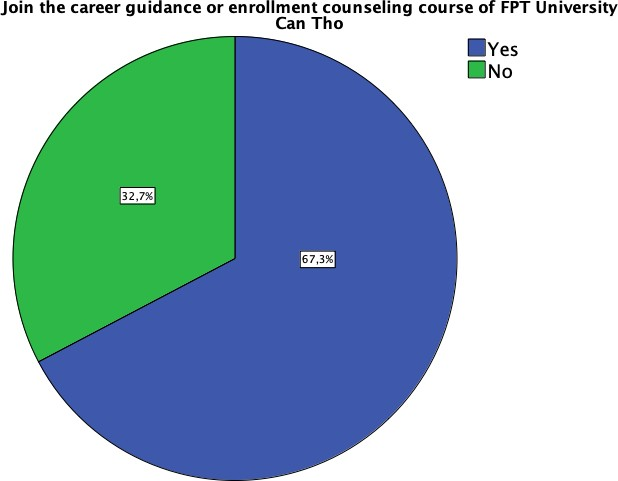 Join the career guidance or enrollment counseling course of FPT University
Can Tho
Yes
No
32,7%
67,3%